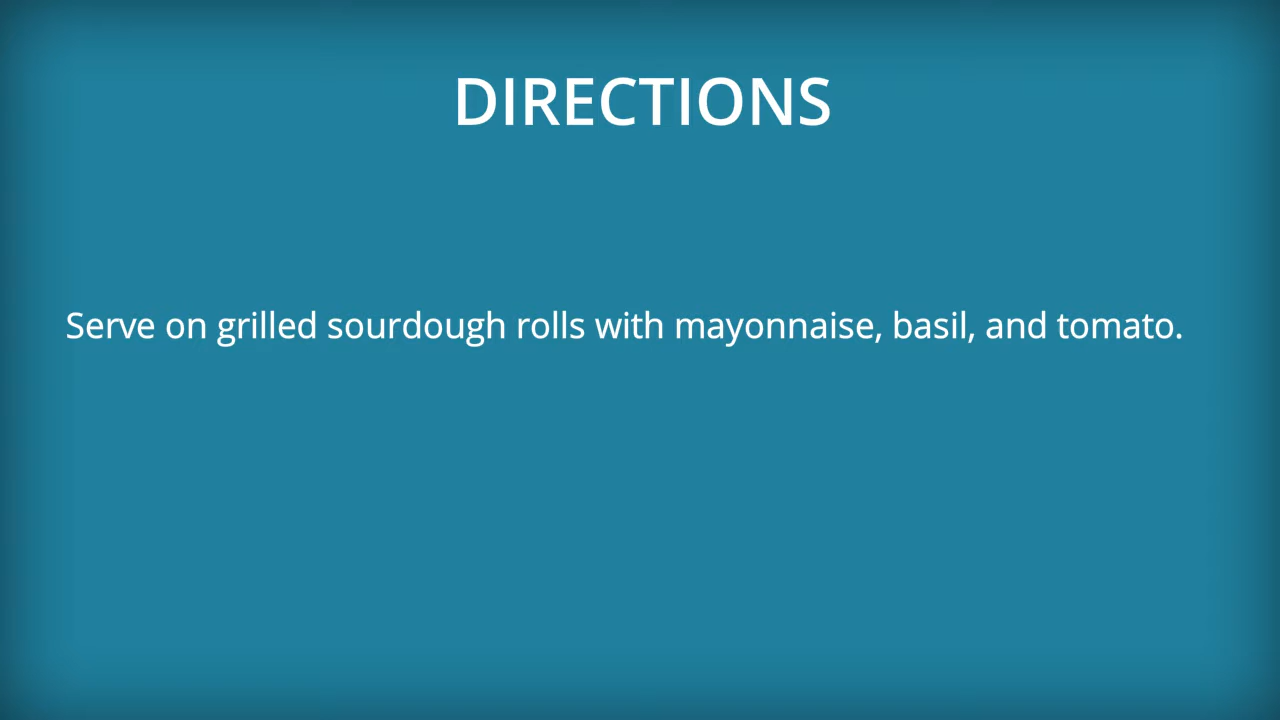 DIRECTIONS
Serve on grilled sourdough rolls with mayonnaise, basil, and tomato.